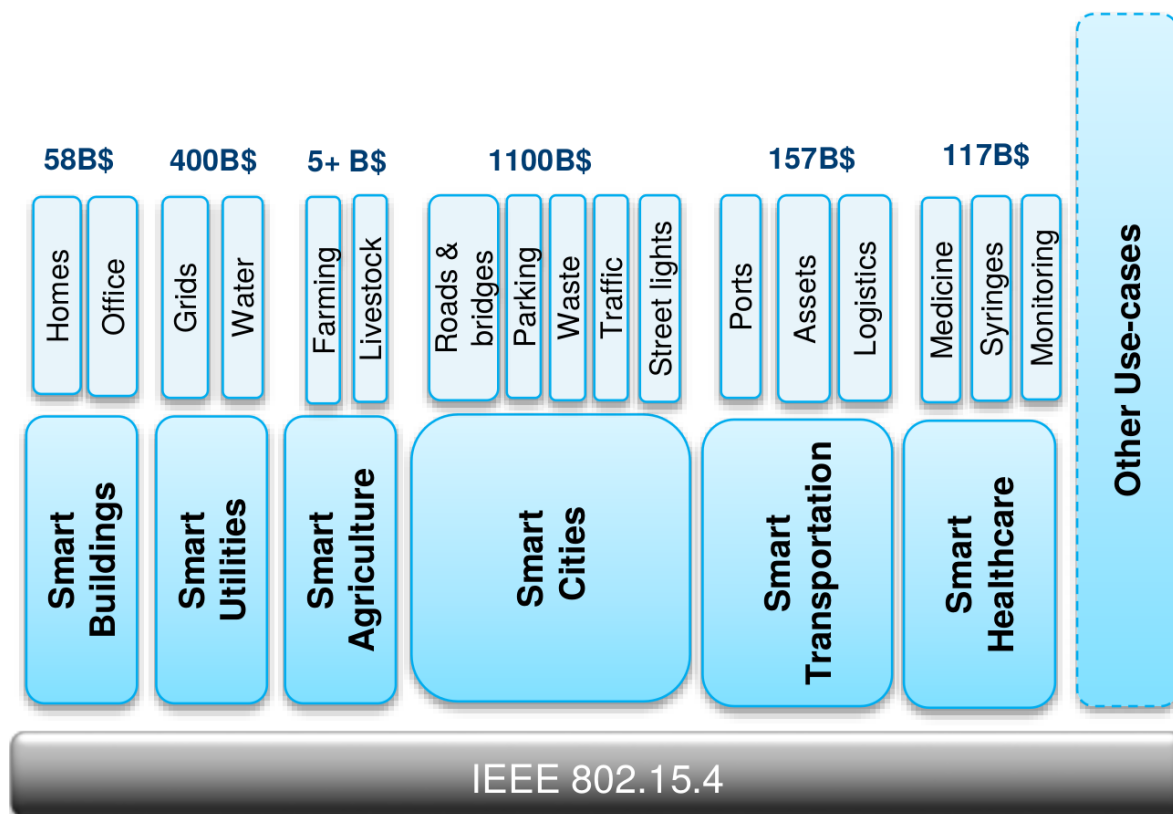 58B$
400B$
5+ B$
1100B$
157B$
117B$
Homes
Office
Grids
Water
Farming
Livestock
Roads &
bridges
Parking
Waste
Traffic
Street lights
Ports
Assets
Logistics
Medicine
Syringes
Monitoring
Other Use-cases
Smart
Buildings
Smart
Utilities
Smart
Agriculture
Smart
Cities
Smart
Transportation
Smart
Healthcare
IEEE 802.15.4